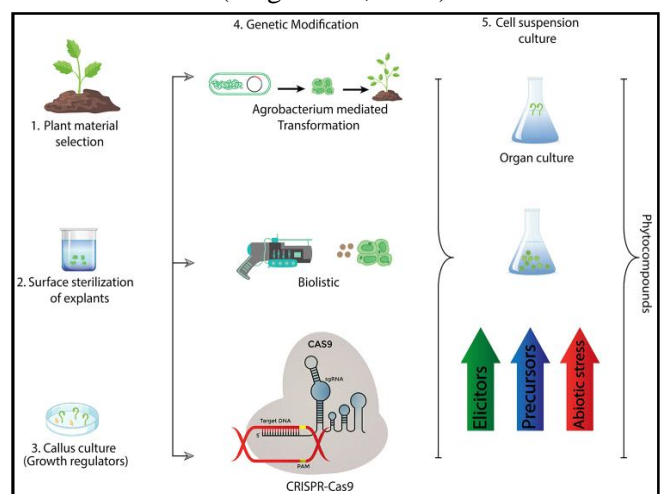 4. Genetic Modification
5. Cell suspension
culture
1. Plant material
selection
Agrobacterium mediated
Transformation
Organ culture
2. Surface sterilization
of explants
Biolistic
Phytocompounds
CAS9
sgRNA
Target DNA
5'
PAM
Elicitors
Precursors
Abiotic stress
3. Callus culture
(Growth regulators)
CRISPR-Cas9